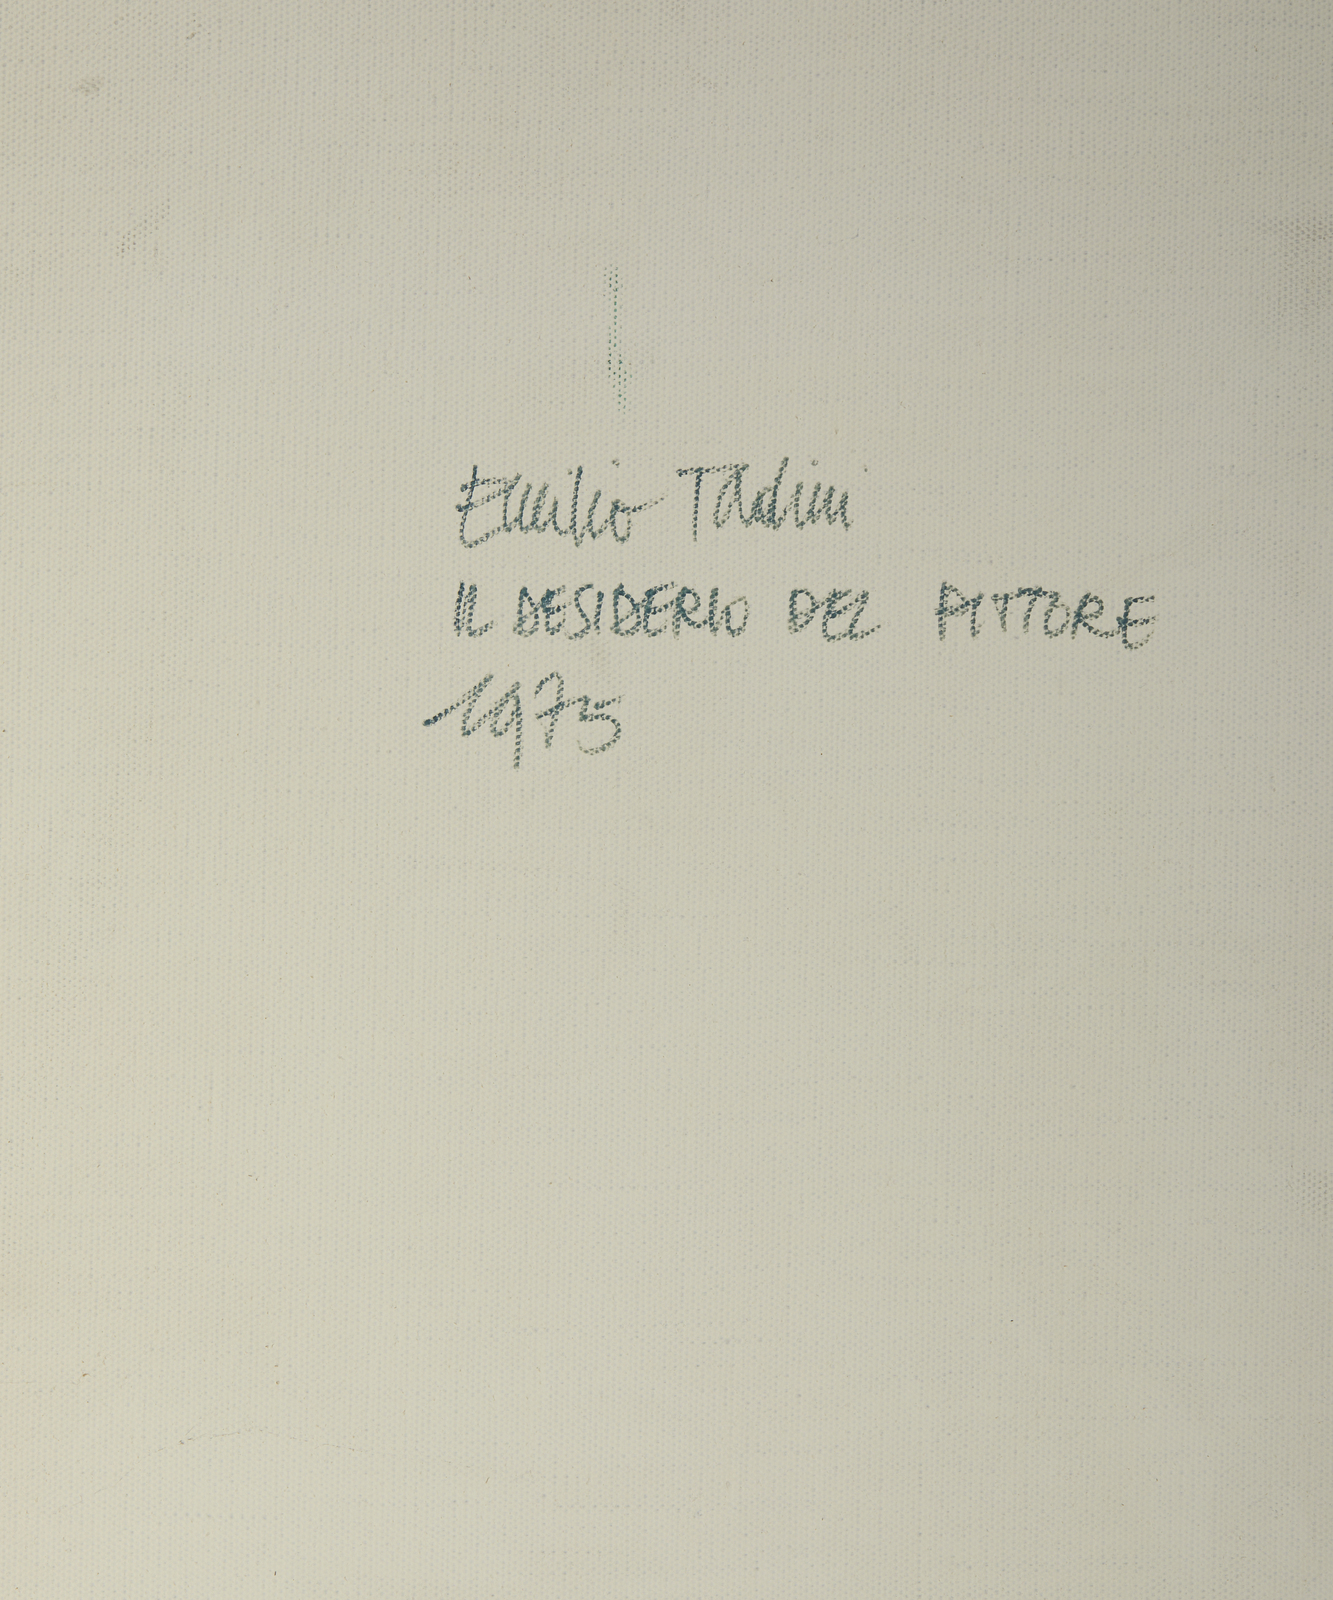 Emilio Tadini
IL DESIDERIO DEL PITTORE
1975